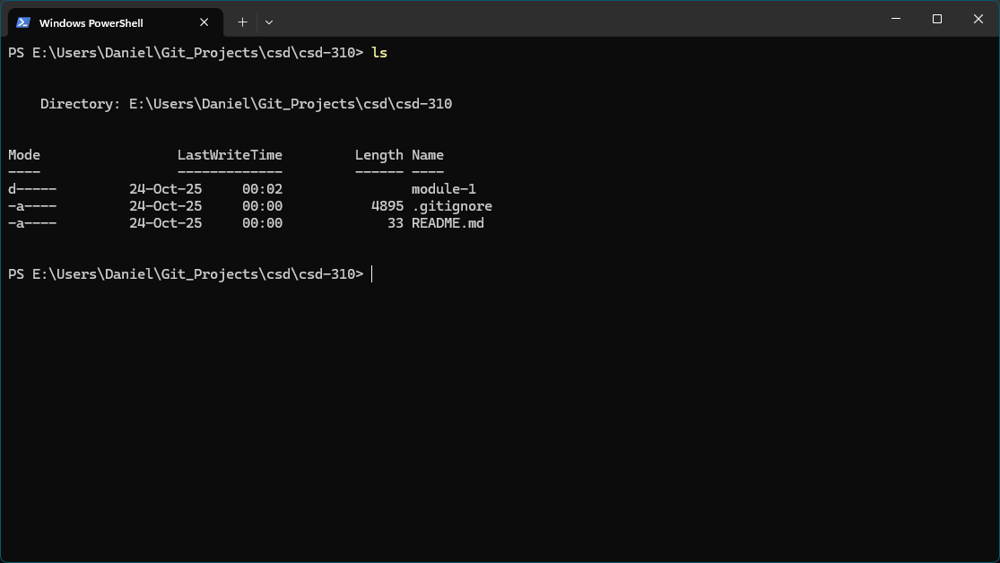 Windows PowerShell
PS E:\Users\Daniel\Git_Projects\csd\csd-310> ls
    Directory: E:\Users\Daniel\Git_Projects\csd\csd-310
Mode                 LastWriteTime         Length Name
----                 -------------         ------ ----
d-----         24-Oct-25     00:02                module-1
-a----         24-Oct-25     00:00           4895 .gitignore
-a----         24-Oct-25     00:00             33 README.md
PS E:\Users\Daniel\Git_Projects\csd\csd-310>